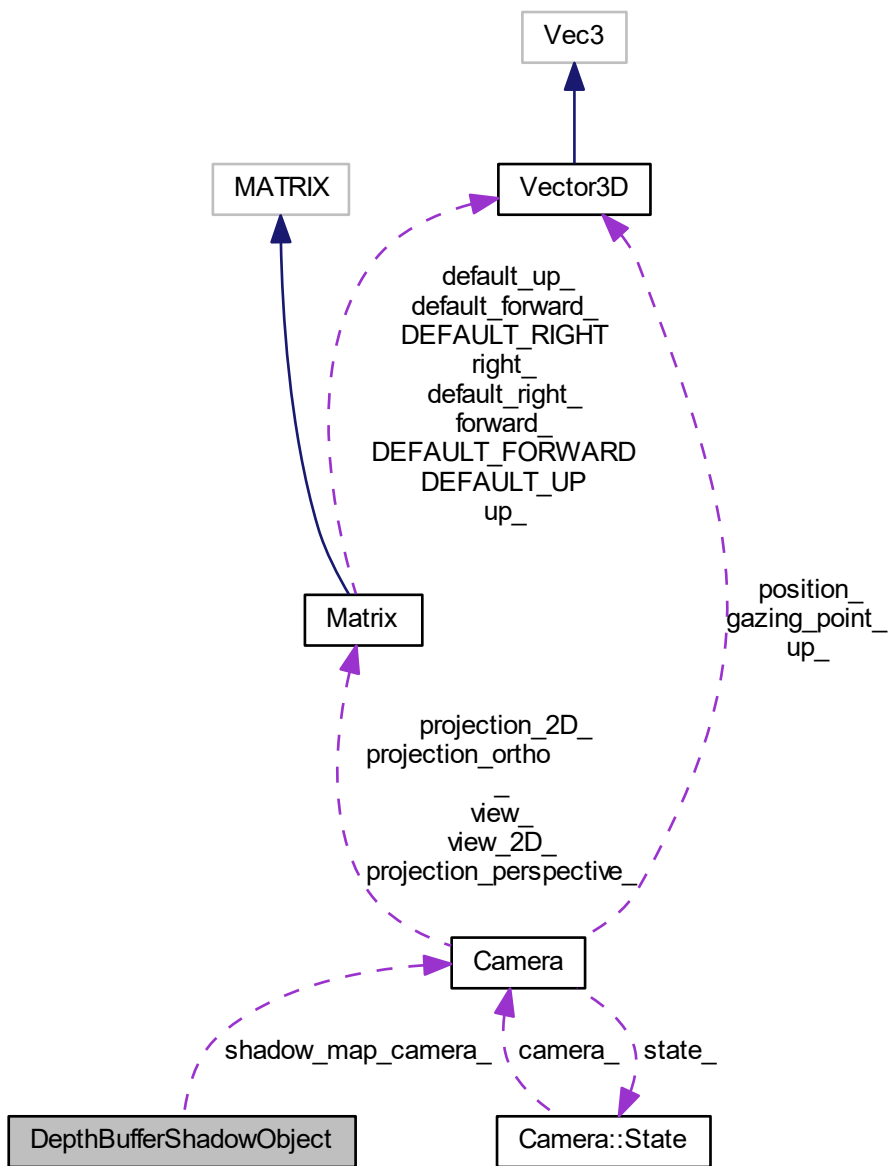 Vec3
MATRIX
Vector3D
default_up_
default_forward_
DEFAULT_RIGHT
right_
default_right_
forward_
DEFAULT_FORWARD
DEFAULT_UP
up_
position_
gazing_point_
up_
Matrix
projection_2D_
projection_ortho
_
view_
view_2D_
projection_perspective_
Camera
shadow_map_camera_
camera_
state_
DepthBufferShadowObject
Camera::State